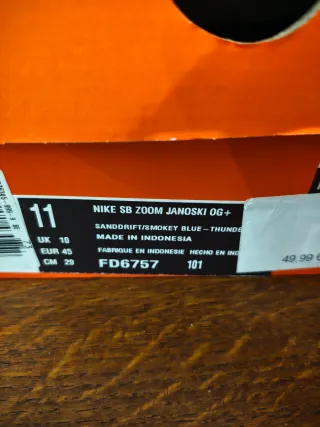 11
UK 10
EUR 45
CM 29
NIKE SB ZOOM JANOSKI OG+
SANDDRIFT/SMOKEY BLUE-THUNDE
MADE IN INDONESIA
FABRIQUE EN INDONESIE HECHO EN IND
FD6757 101
49.99